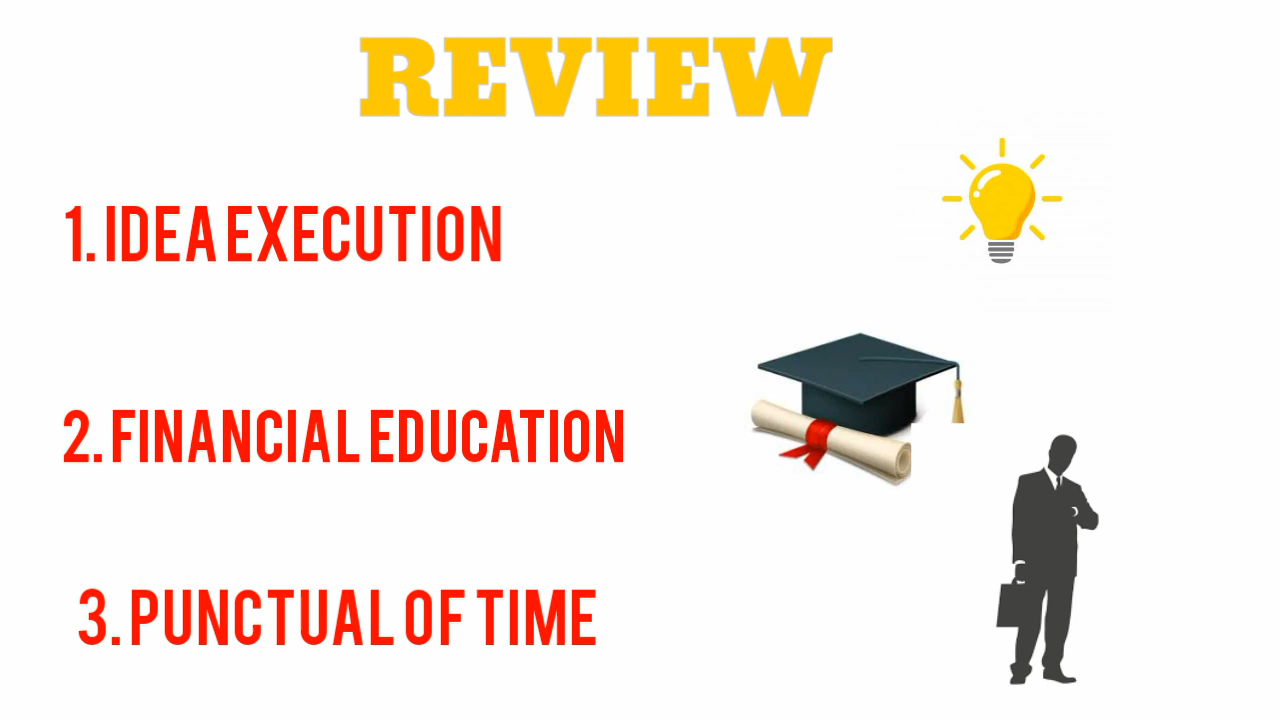 REVIEW
1. IDEA EXECUTION
2. FINANCIAL EDUCATION
3. PUNCTUAL OF TIME